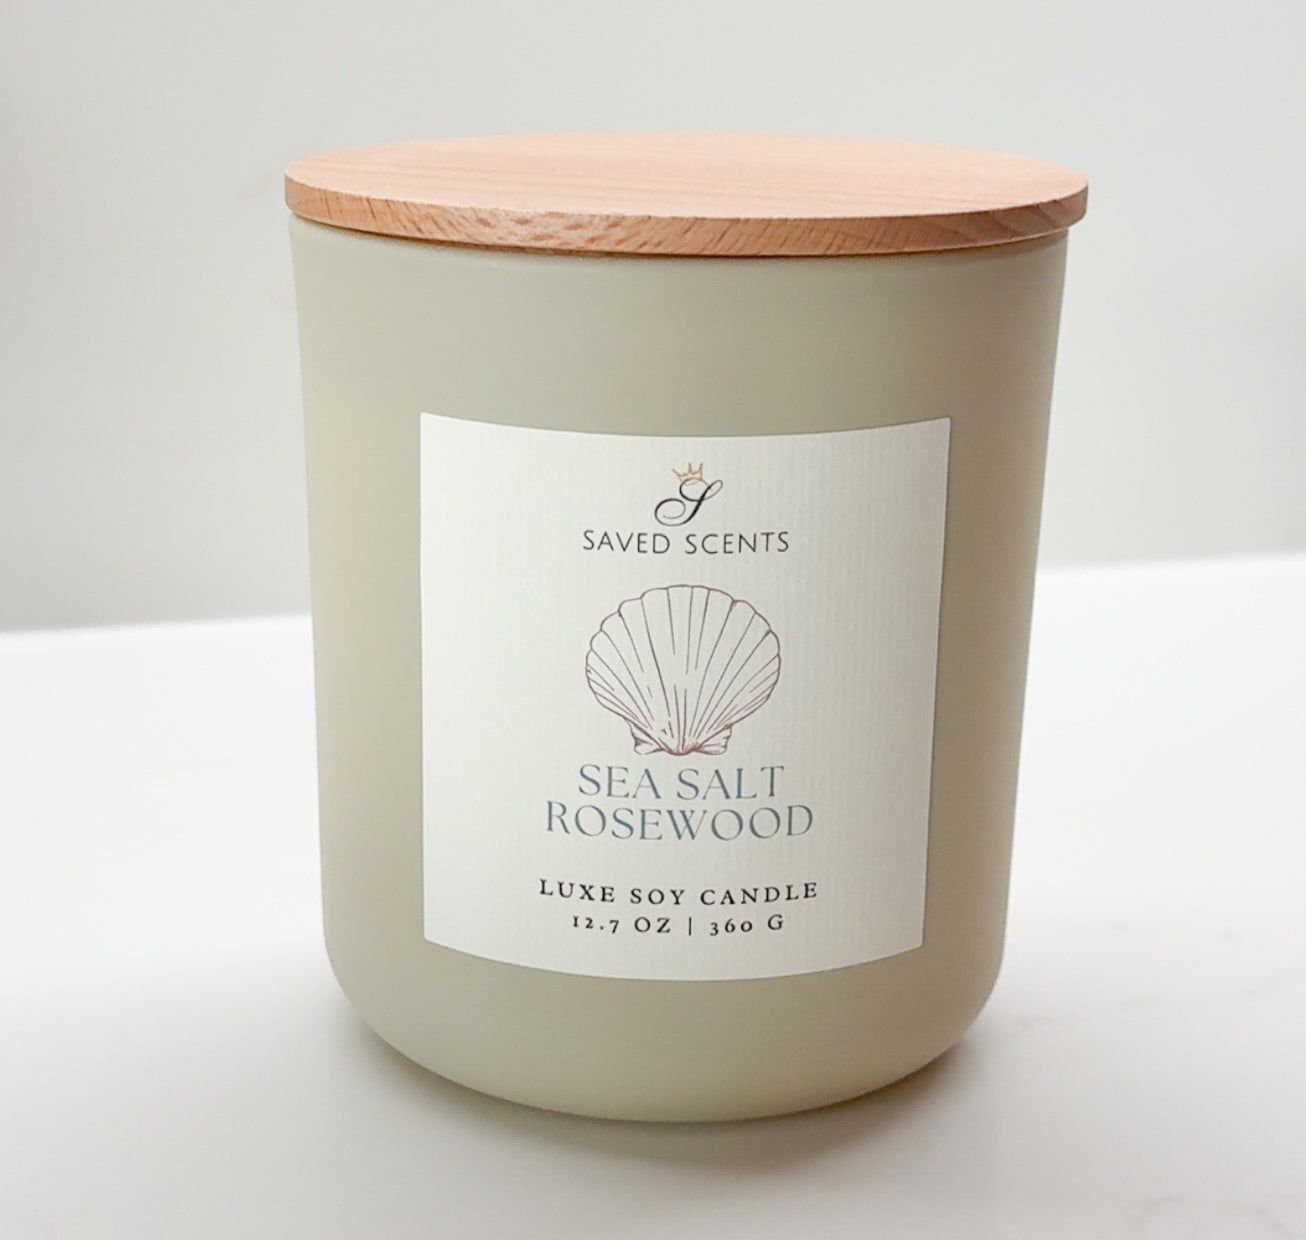 S
SAVED SCENTS
SEA SALT
ROSEWOOD
LUXE SOY CANDLE
12.7 OZ | 360 G